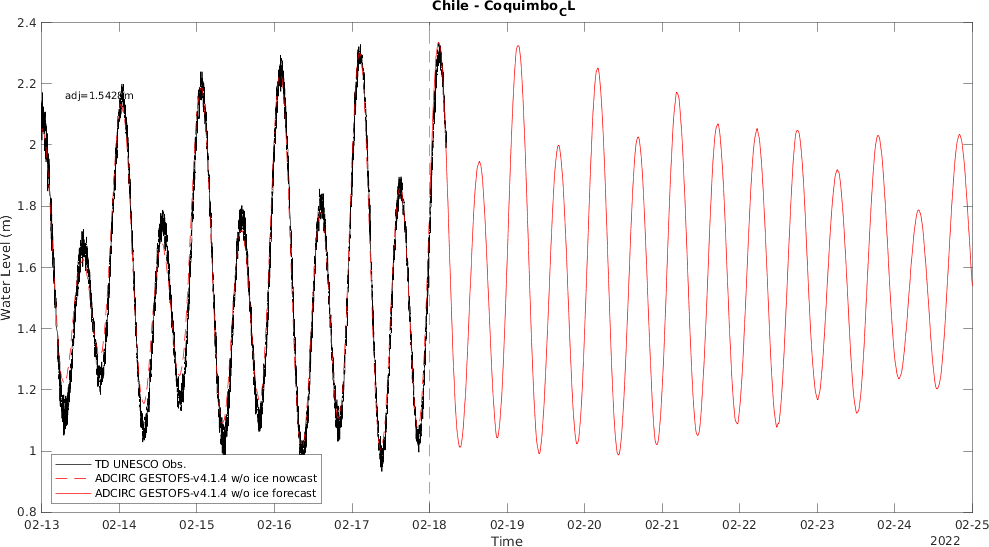 Chile - Coquimbo_CL
2.4
2.2
2
1.8
1.6
1.4
1.2
1
0.8
Water Level (m)
adj=1.5428m
TD UNESCO Obs.
ADCIRC GESTOFS-v4.1.4 w/o ice nowcast
ADCIRC GESTOFS-v4.1.4 w/o ice forecast
02-13 02-14 02-15 02-16 02-17 02-18 02-19 02-20 02-21 02-22 02-23 02-24 02-25
Time
2022